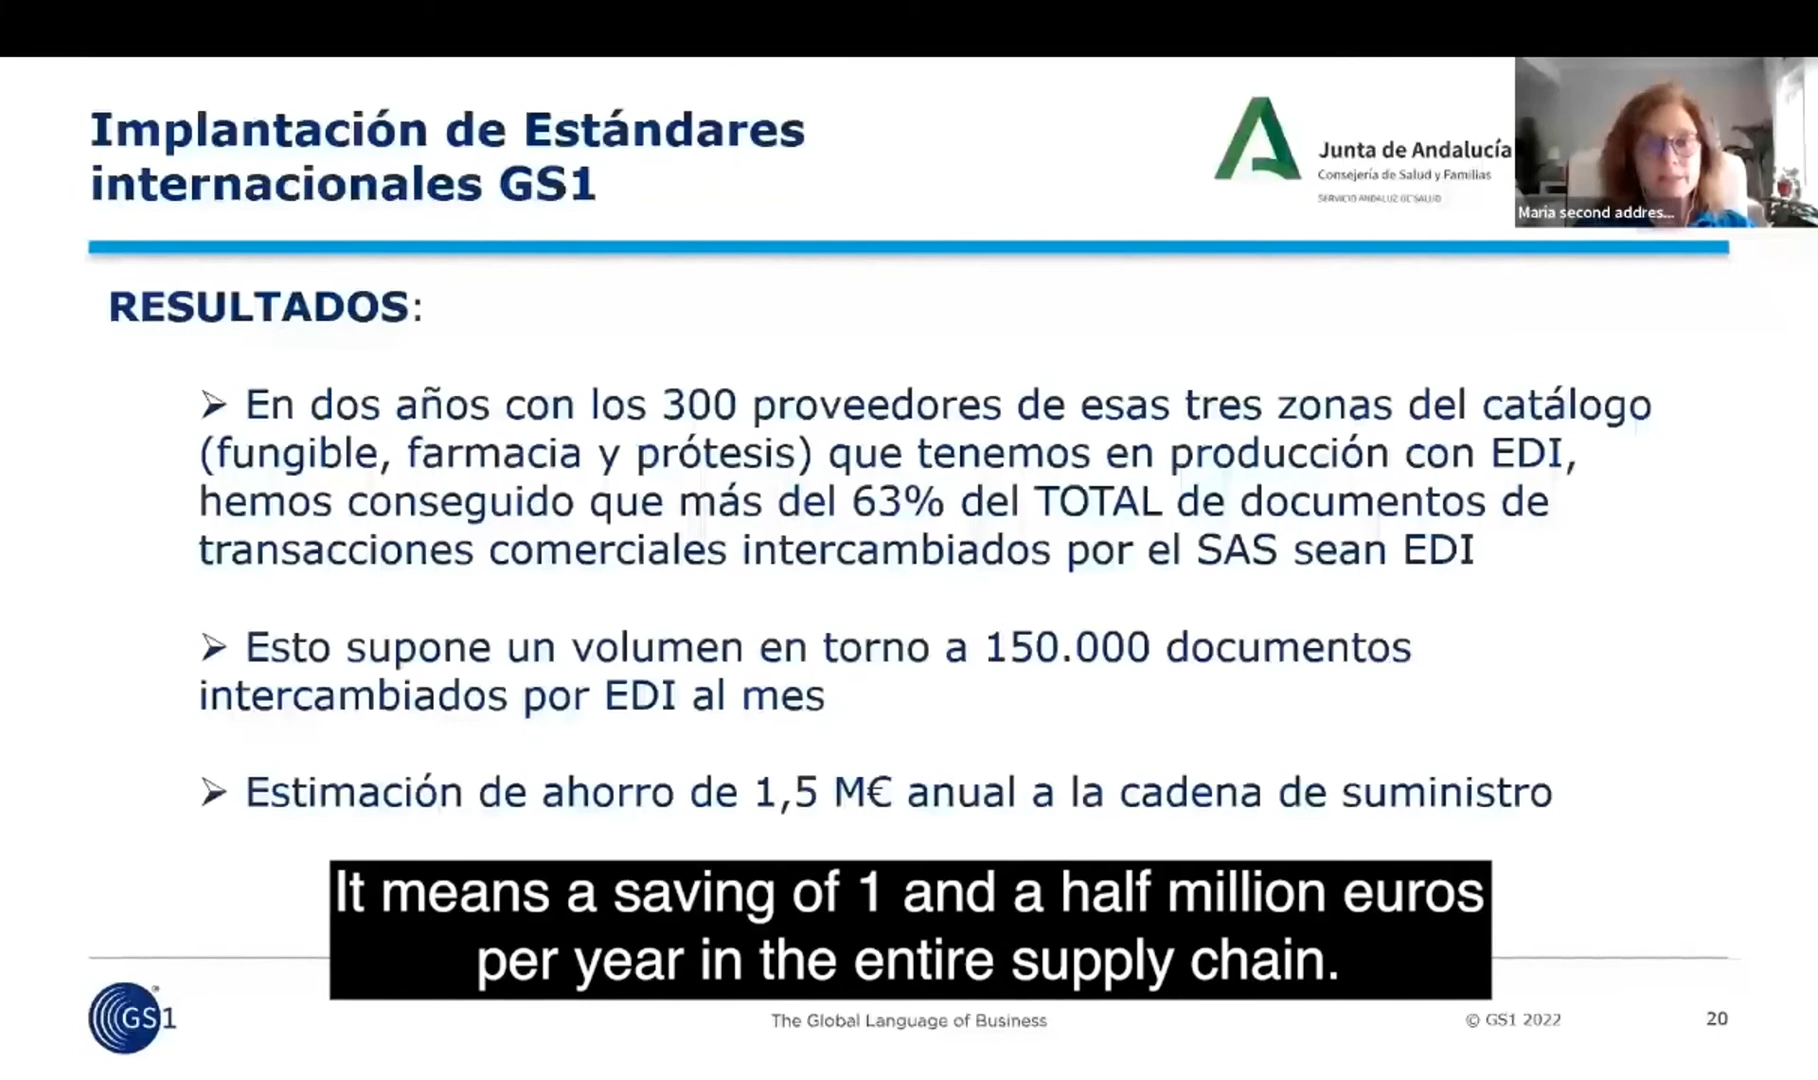 Implantación de Estándares
internacionales GS1
Junta de Andalucía
Consejería de Salud y Familias
SERVICIO ANDALUZ DE SALUD
Maria second addres...
RESULTADOS:
➢ En dos años con los 300 proveedores de esas tres zonas del catálogo
(fungible, farmacia y prótesis) que tenemos en producción con EDI,
hemos conseguido que más del 63% del TOTAL de documentos de
transacciones comerciales intercambiados por el SAS sean EDI
➢ Esto supone un volumen en torno a 150.000 documentos
intercambiados por EDI al mes
➢ Estimación de ahorro de 1,5 M€ anual a la cadena de suministro
It means a saving of 1 and a half million euros
per year in the entire supply chain.
GS1
The Global Language of Business
© GS1 2022
20